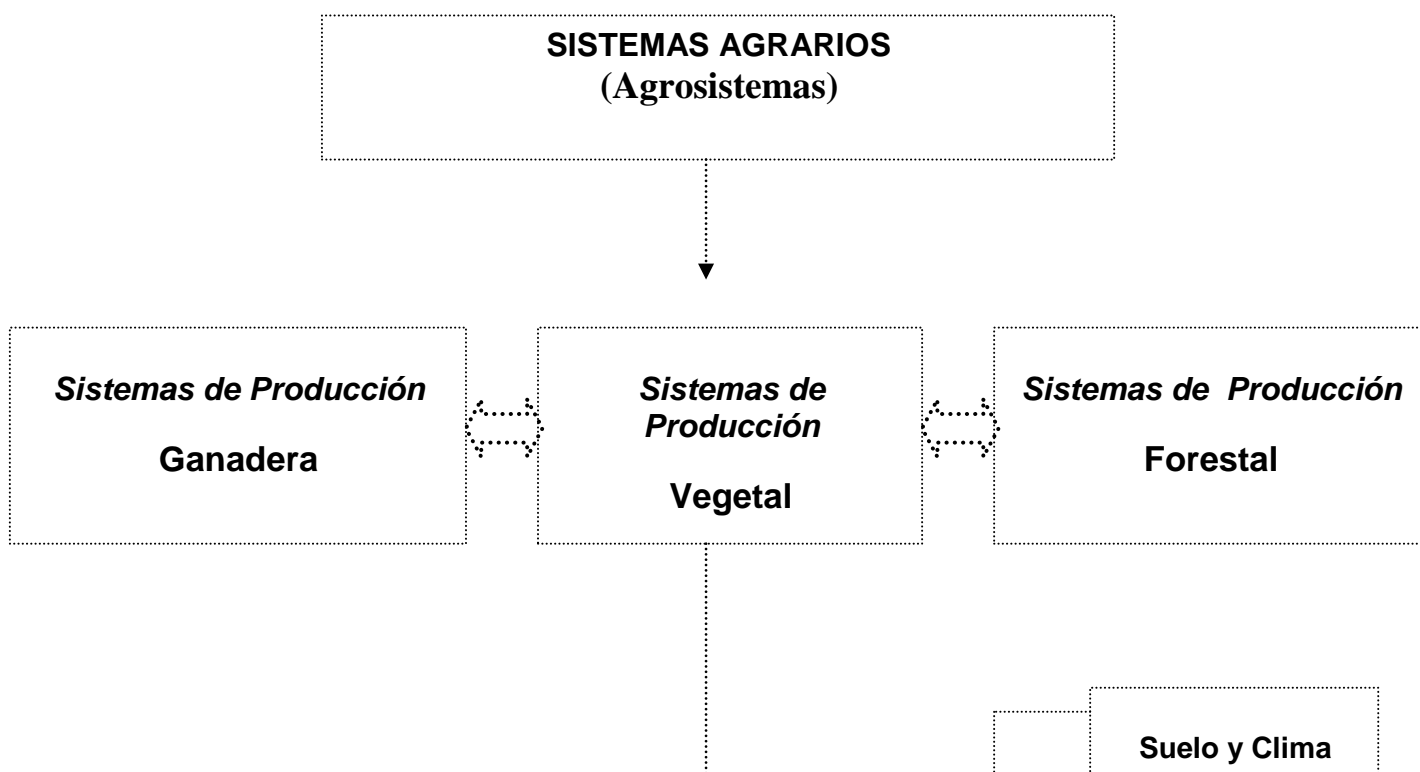 SISTEMAS AGRARIOS
(Agrosistemas)
Sistemas de Producción
Ganadera
Sistemas de
Producción
Vegetal
Sistemas de Producción
Forestal
Suelo y Clima